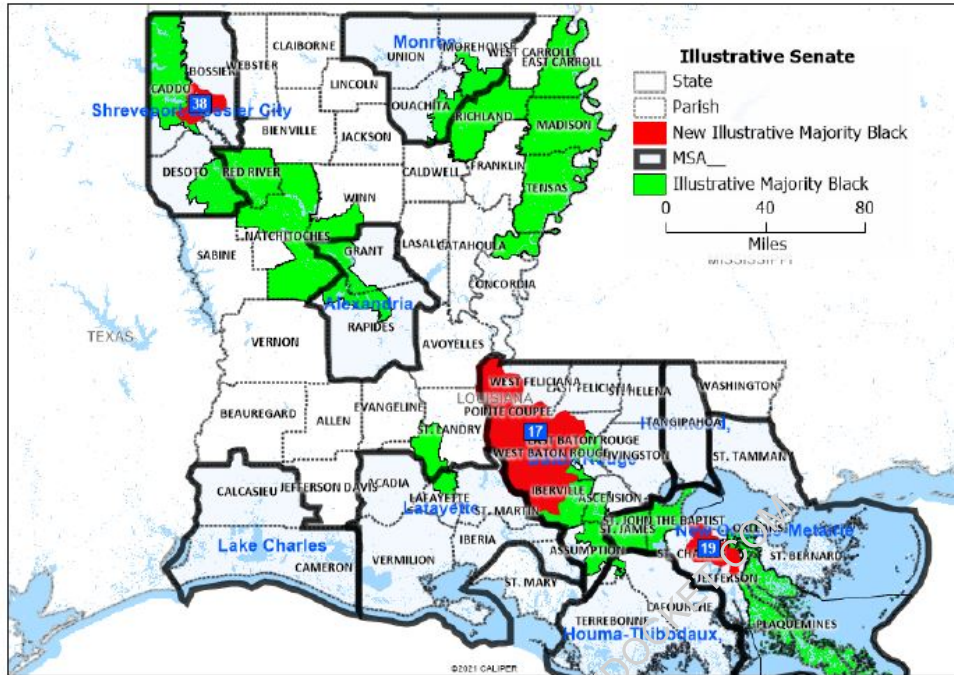 Illustrative Senate
State
Parish
New Illustrative Majority Black
MSA__
Illustrative Majority Black
0 40 80
Miles
CLAIBORNE
Monroe
MOREHOUSE
WEST CARROLL
EAST CARROLL
UNION
BOSSIER
WEBSTER
LINCOLN
CADDO
38
Shreveport
Bossier City
OUACHITA
RICHLAND
MADISON
BIENVILLE
JACKSON
FRANKLIN
DESOTO
RED RIVER
CALDWELL
TENSAS
WINN
NATCHITOCHES
GRANT
LASALLE
CATAHOULA
SABINE
MISSISSIPPI
CONCORDIA
Alexandria,
RAPIDES
TEXAS
VERNON
AVOYELLES
WEST FELICIANA
EAST FELICIANA
ST. HELENA
WASHINGTON
LOUISIANA
BEAUREGARD
ALLEN
EVANGELINE
POINTE COUPEE
TANGIPAHOA
ST. LANDRY
17
EAST BATON ROUGE
WEST BATON ROUGE
LIVINGSTON
ST. TAMMANY
CALCASIEU
JEFFERSON DAVIS
ACADIA
LAFAYETTE
Lafayette
IBERVILLE
ASCENSION
ST. MARTIN
ST. JOHN THE BAPTIST
ST. JAMES
ORLEANS
Lake Charles
IBERIA
ASSUMPTION
19
ST. BERNARD
CAMERON
VERMILION
JEFFERSON
ST. MARY
LAFOURCHE
TERREBONNE
PLAQUEMINES
Houma-Thibodaux,
©2021 CALIPER